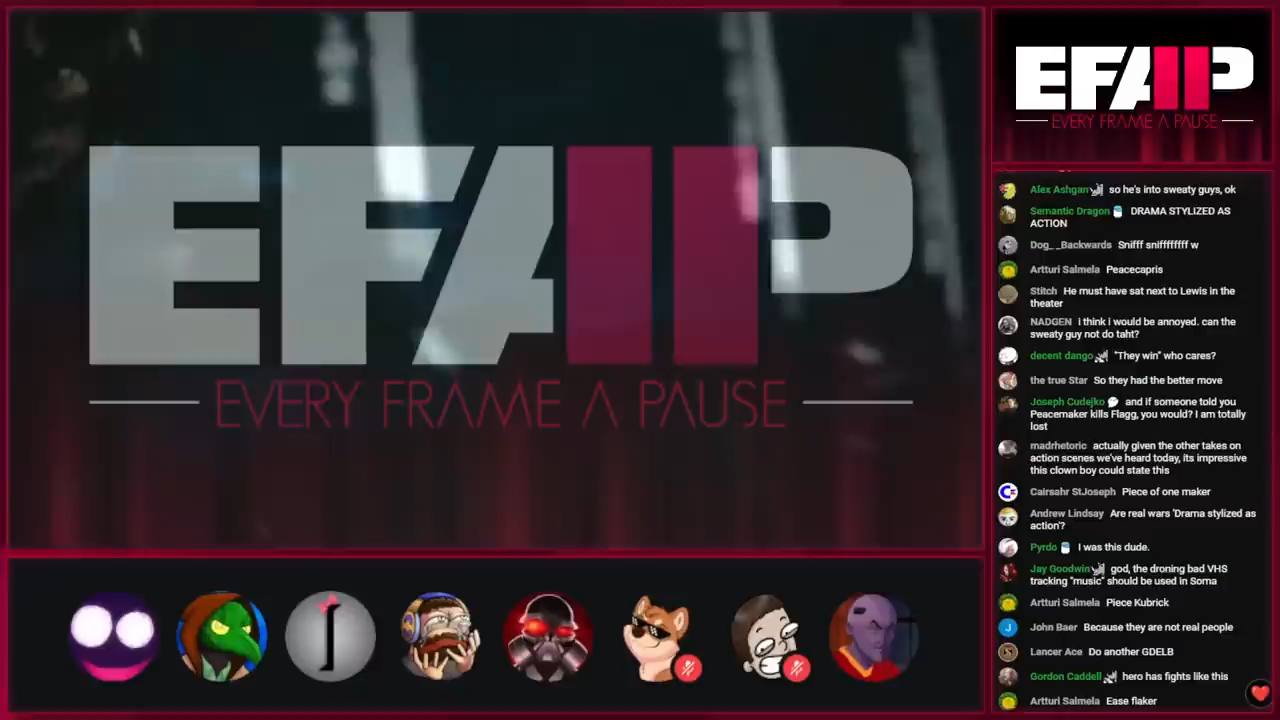 EFAP
EVERY FRAME A PAUSE
EFAP
EVERY FRAME A PAUSE
Alex Ashgan so he's into sweaty guys, ok
Semantic Dragon DRAMA STYLIZED AS
ACTION
Dog_ _Backwards Snifff sniffffffff w
Artturi Salmela Peacecapris
Stitch He must have sat next to Lewis in the
theater
NADGEN i think i would be annoyed. can the
sweaty guy not do taht?
decent dango "They win" who cares?
the true Star So they had the better move
Joseph Cudejko and if someone told you
Peacemaker kills Flagg, you would? I am totally
lost
madrhetoric actually given the other takes on
action scenes we've heard today, its impressive
this clown boy could state this
Cairsahr StJoseph Piece of one maker
Andrew Lindsay Are real wars 'Drama stylized as
action'?
Pyrdo I was this dude.
Jay Goodwin god, the droning bad VHS
tracking "music" should be used in Soma
Artturi Salmela Piece Kubrick
J John Baer Because they are not real people
Lancer Ace Do another GDELB
Gordon Caddell hero has fights like this
Artturi Salmela Ease flaker